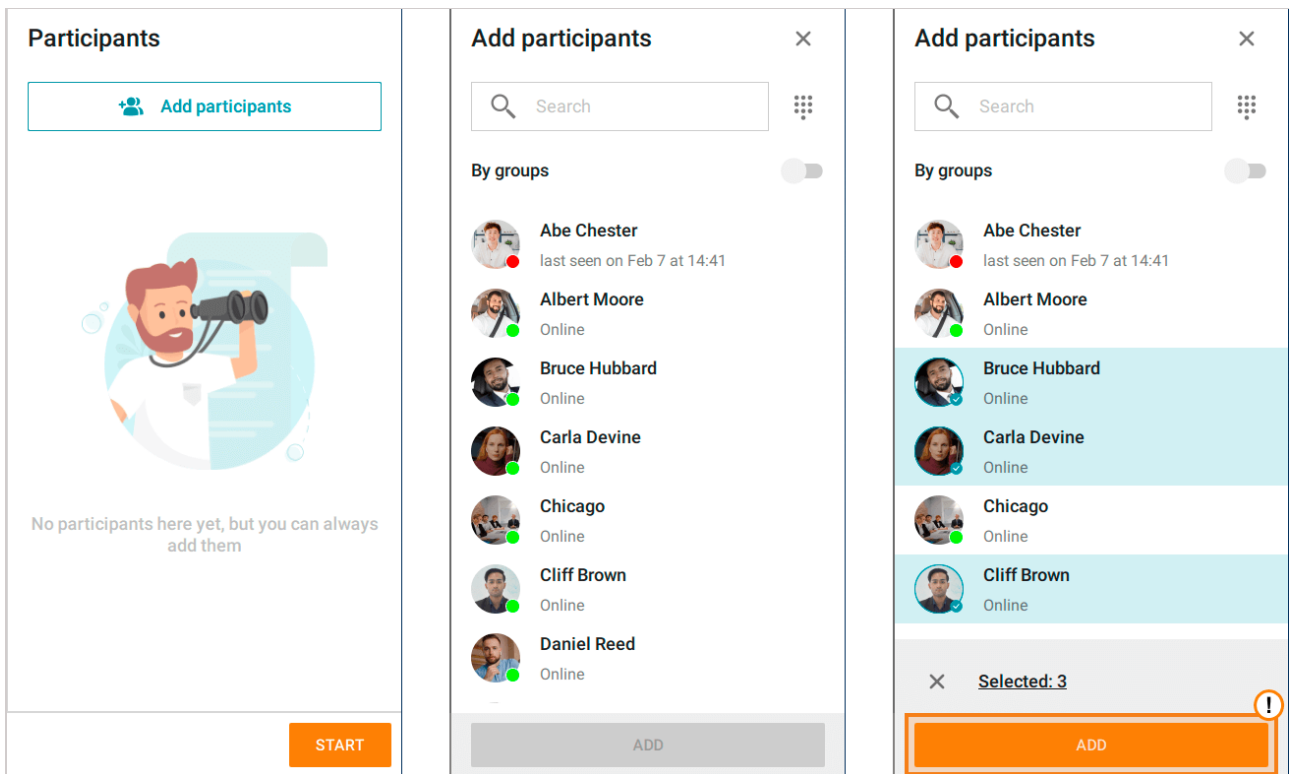 Participants
Add participants
No participants here yet, but you can always
add them
START
Add participants
Search
By groups
Abe Chester
last seen on Feb 7 at 14:41
Albert Moore
Online
Bruce Hubbard
Online
Carla Devine
Online
Chicago
Online
Cliff Brown
Online
Daniel Reed
Online
ADD
Add participants
Search
By groups
Abe Chester
last seen on Feb 7 at 14:41
Albert Moore
Online
Bruce Hubbard
Online
Carla Devine
Online
Chicago
Online
Cliff Brown
Online
Selected: 3
!
ADD